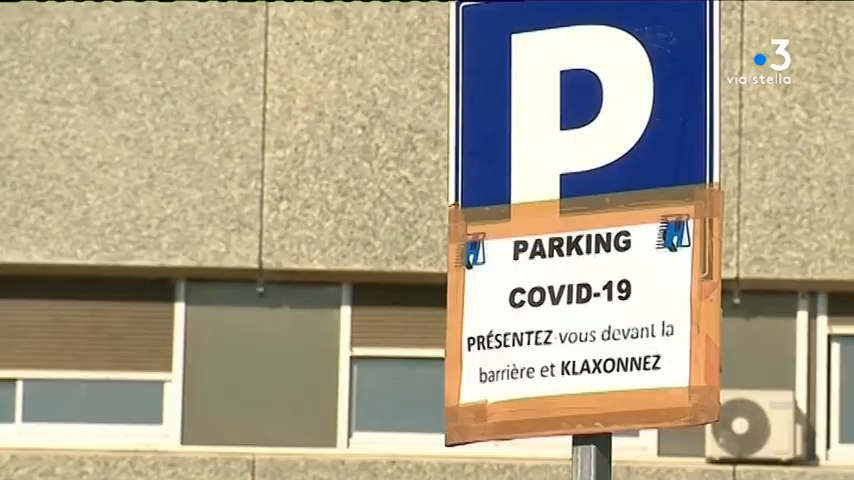 3
via stella
P
H H
PARKING
COVID-19
PRÉSENTEZ-vous devant la
barrière et KLAXONNEZ